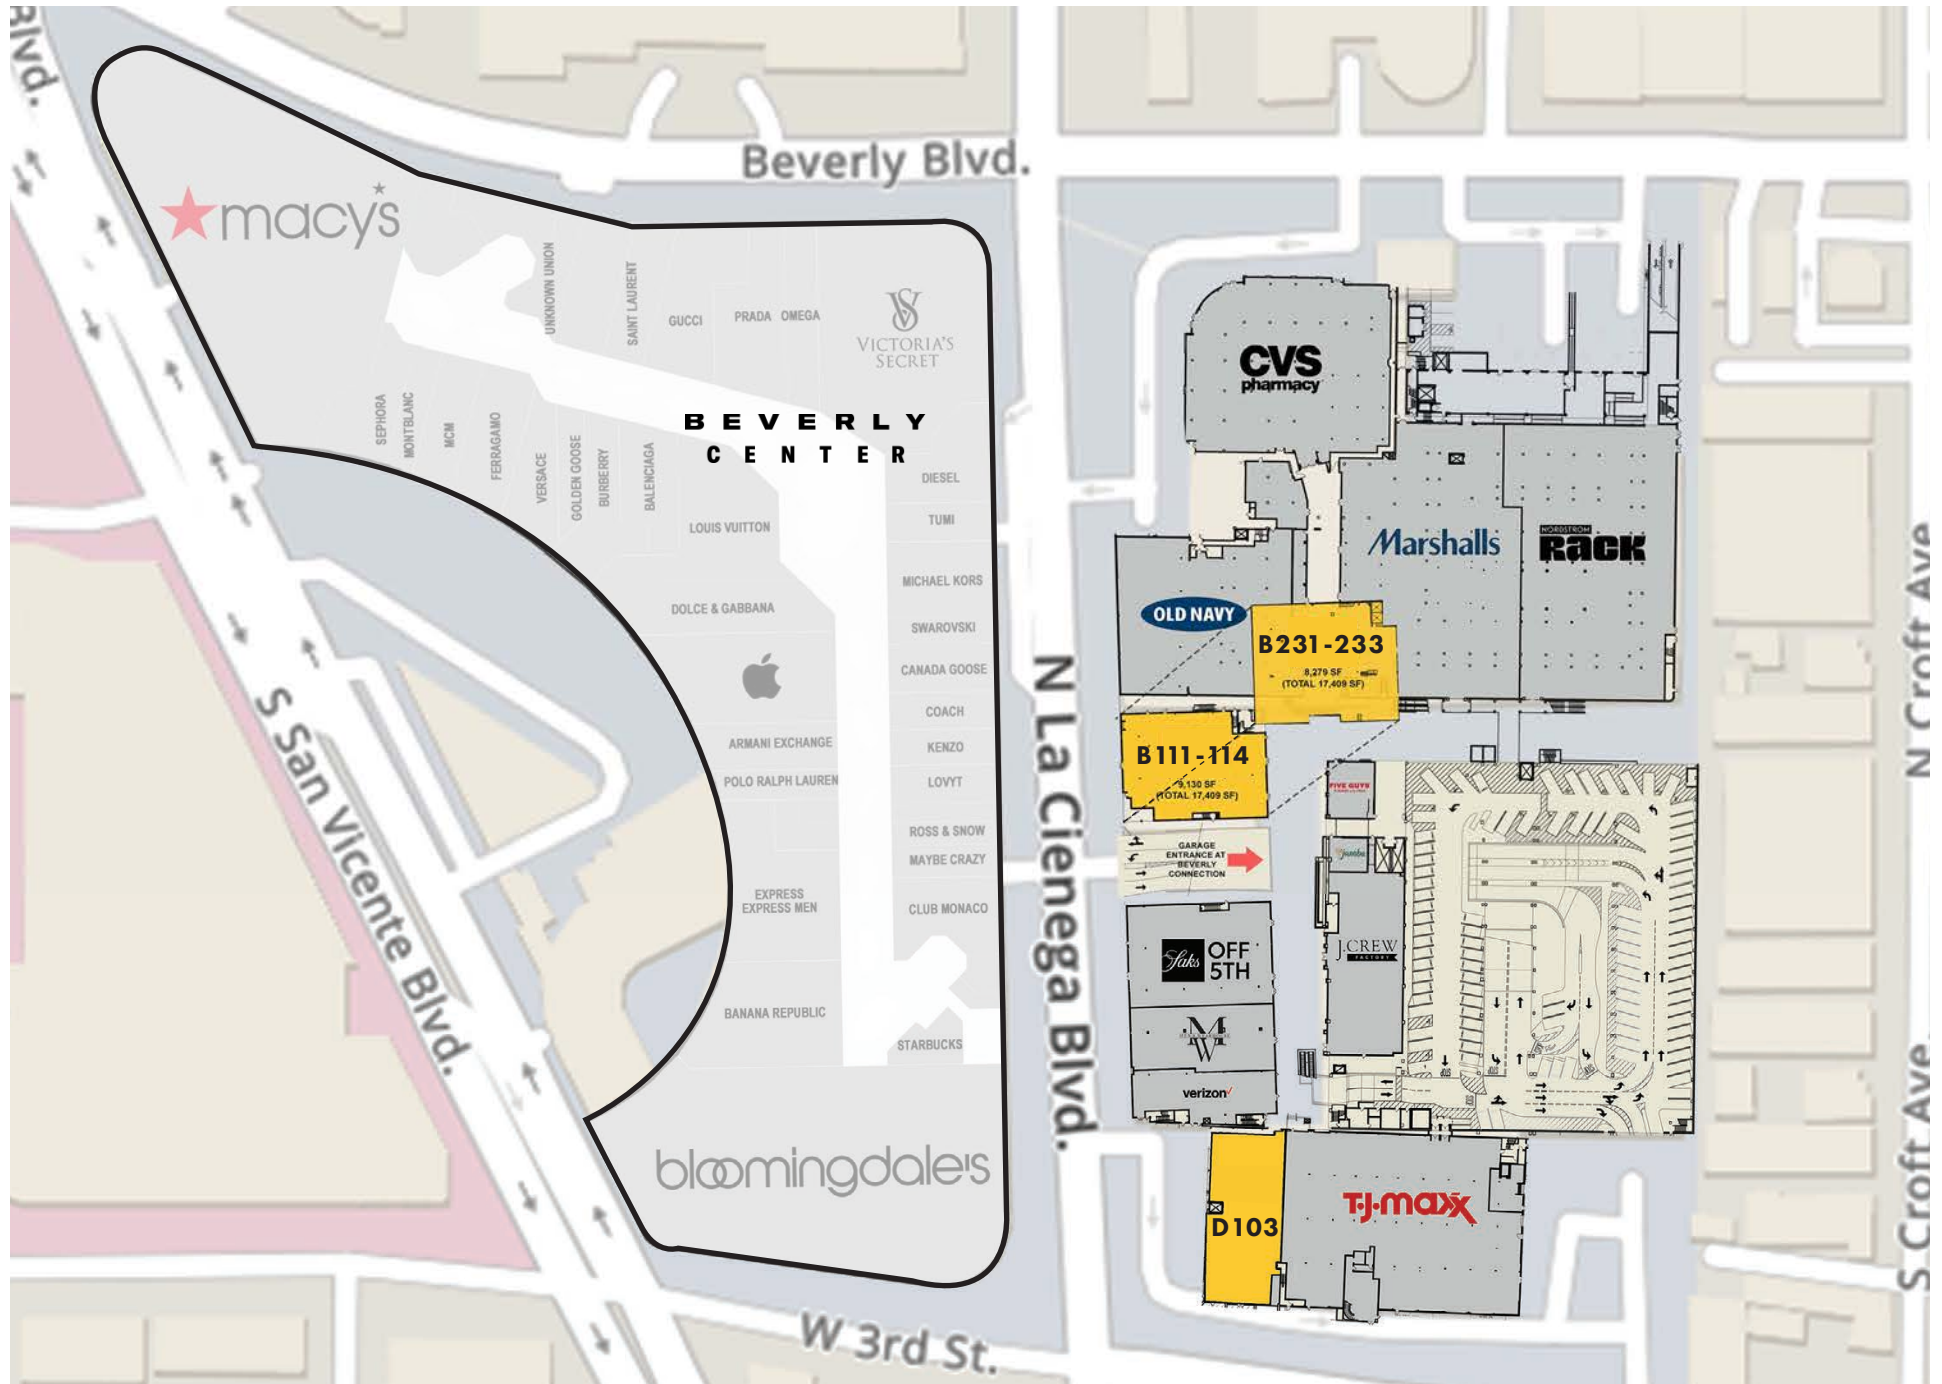 Blvd.
Beverly Blvd.
macy's
UNKNOWN UNION
SAINT LAURENT
GUCCI
PRADA
OMEGA
VS
VICTORIA'S
SECRET
SEPHORA
MONTBLANC
MCM
FERRAGAMO
VERSACE
GOLDEN GOOSE
BURBERRY
BALENCIAGA
BEVERLY
CENTER
DIESEL
LOUIS VUITTON
TUMI
MICHAEL KORS
DOLCE & GABBANA
SWAROVSKI
CANADA GOOSE
COACH
ARMANI EXCHANGE
KENZO
POLO RALPH LAUREN
LOVYT
ROSS & SNOW
MAYBE CRAZY
EXPRESS
EXPRESS MEN
CLUB MONACO
BANANA REPUBLIC
STARBUCKS
bloomingdale's
S San Vicente Blvd.
W 3rd St.
N La Cienega Blvd.
CVS
pharmacy
Marshalls
NORDSTROM
RACK
OLD NAVY
B231-233
8,279 SF
(TOTAL 17,409 SF)
B111-114
9,130 SF
(TOTAL 17,409 SF)
FIVE GUYS
GARAGE
ENTRANCE AT
BEVERLY
CONNECTION
Saks
OFF
5TH
J.CREW
FACTORY
MW
verizon
STOP
STOP
STOP
D103
T.J.maxx
N Croft Ave.
S Croft Ave.